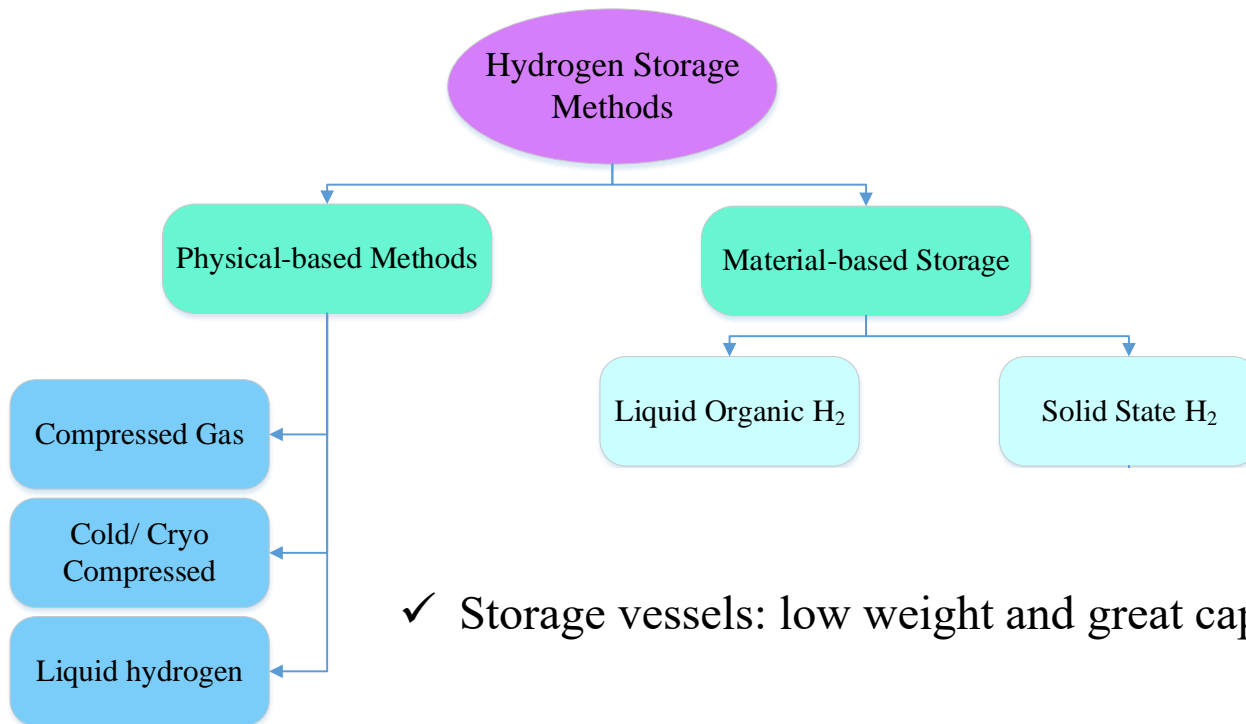 Hydrogen Storage
Methods
Physical-based Methods
Material-based Storage
Liquid Organic H₂
Solid State H₂
Compressed Gas
Cold/ Cryo
Compressed
Liquid hydrogen
✓ Storage vessels: low weight and great